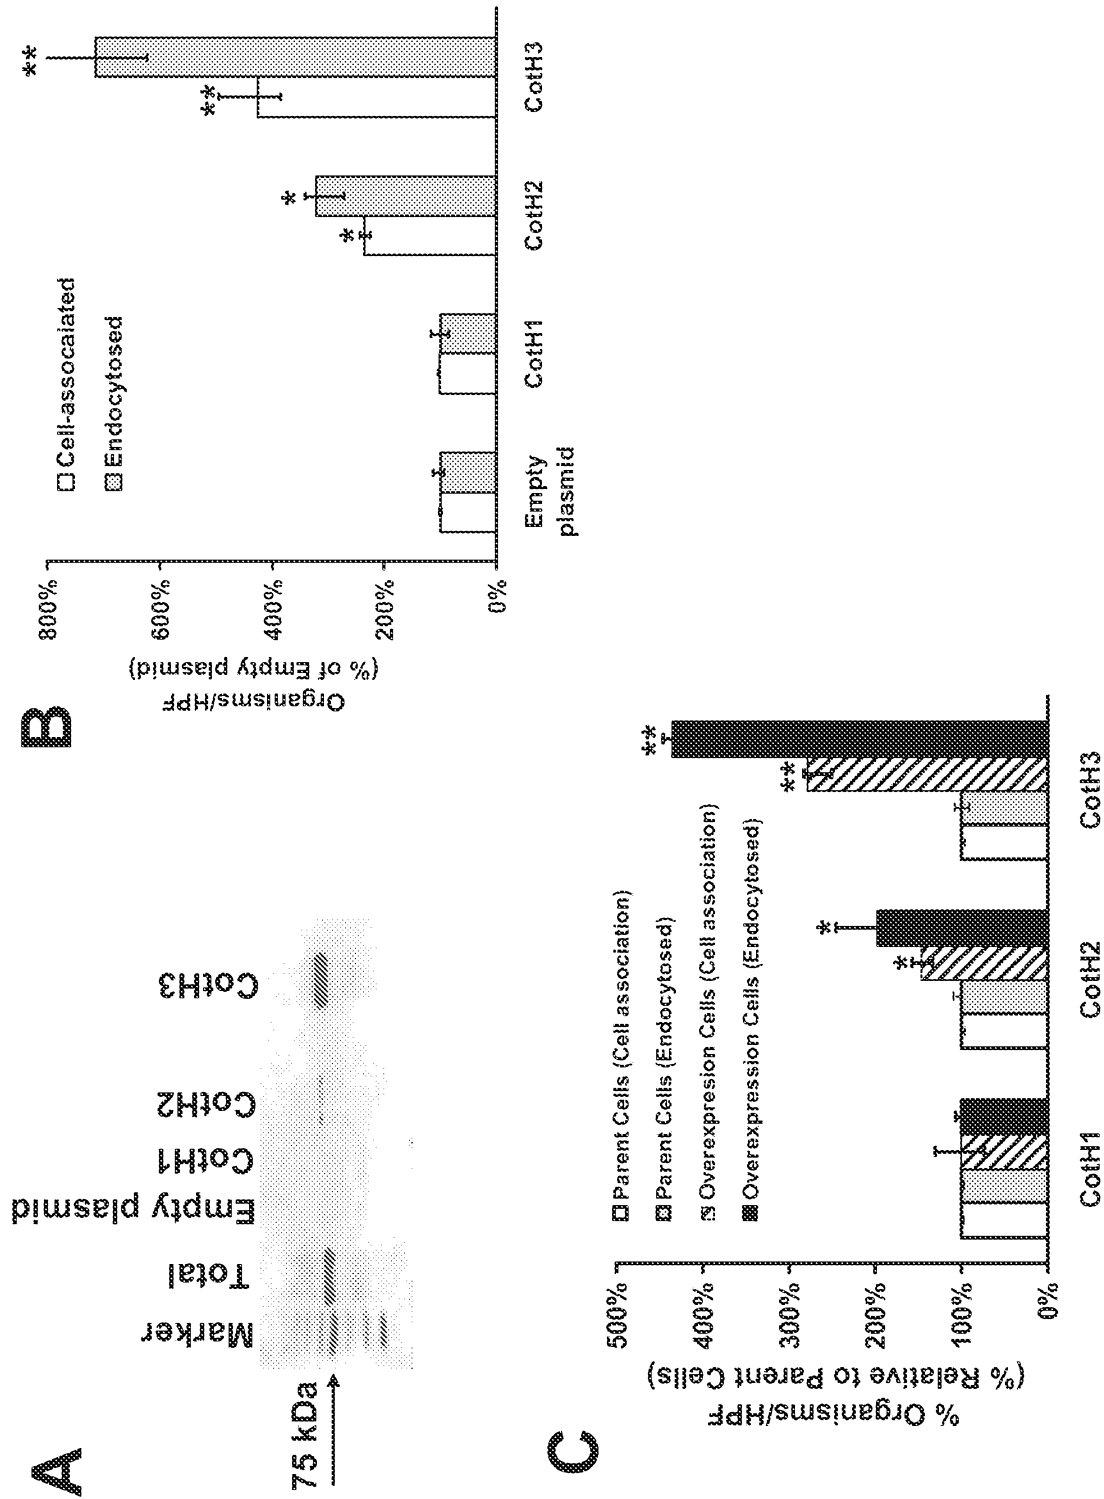 A
75 kDa
Marker
Total
Empty plasmid
CotH1
CotH2
CotH3
B
Organisms/HPF
(% of Empty plasmid)
800%
600%
400%
200%
0%
Cell-assocaiated
Endocytosed
**
**
*
*
Empty
plasmid
CotH1
CotH2
CotH3
C
% Organisms/HPF
(% Relative to Parent Cells)
500%
400%
300%
200%
100%
0%
Parent Cells (Cell association)
Parent Cells (Endocytosed)
Overexpresion Cells (Cell association)
Overexpression Cells (Endocytosed)
**
**
*
*
CotH1
CotH2
CotH3